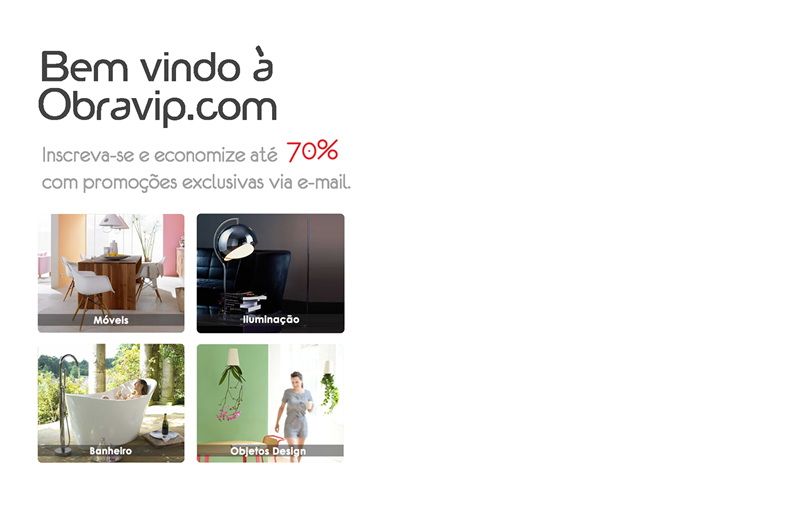 Bem vindo à
Obravip.com
Inscreva-se e economize até 70%
com promoções exclusivas via e-mail.
Móveis
Iluminação
Banheiro
Objetos Design